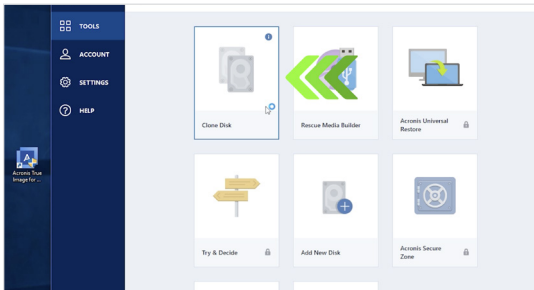 TOOLS
ACCOUNT
SETTINGS
HELP
Acronis True
Image for ...
Clone Disk
Rescue Media Builder
Acronis Universal
Restore
Try & Decide
Add New Disk
Acronis Secure
Zone